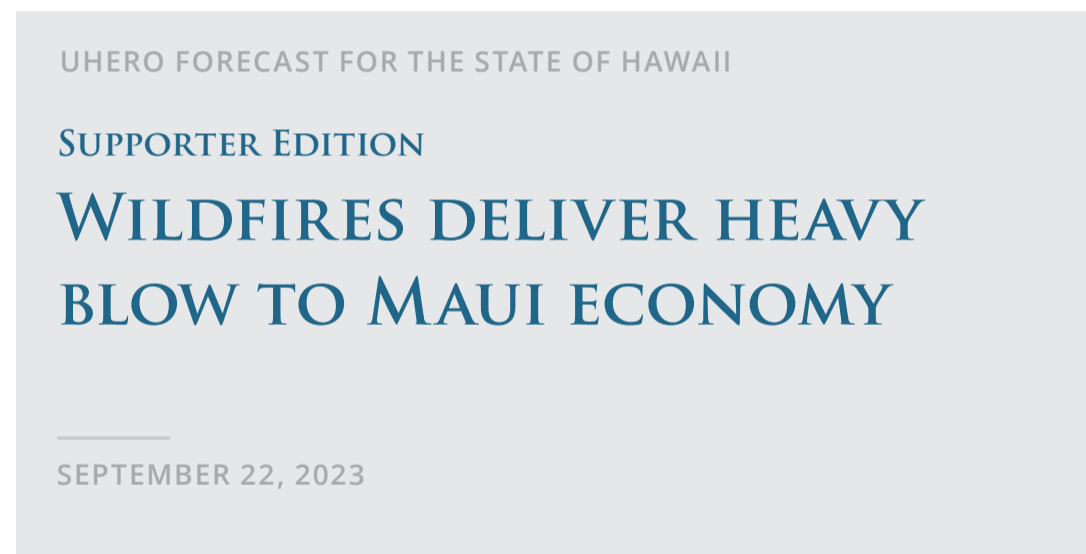 UHERO FORECAST FOR THE STATE OF HAWAII
Supporter Edition
Wildfires deliver heavy
blow to Maui economy
SEPTEMBER 22, 2023